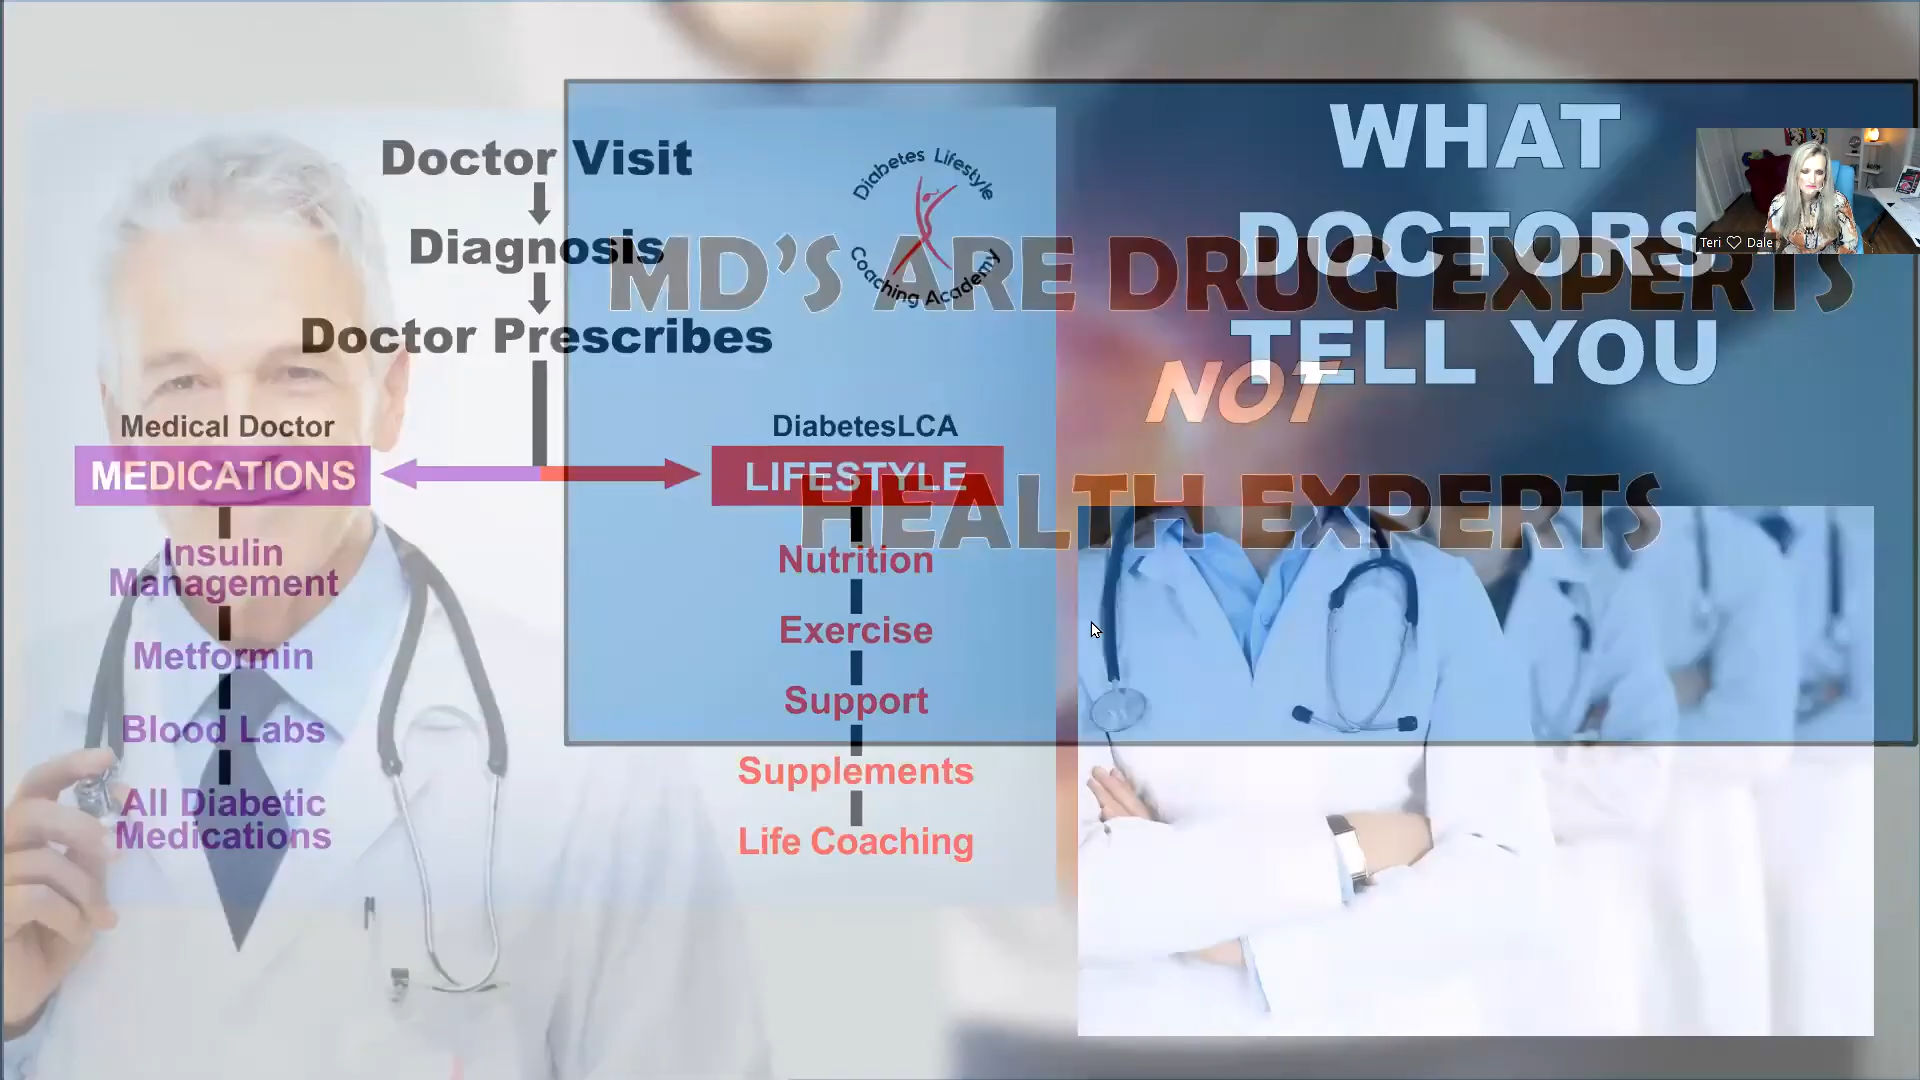 Doctor Visit
Diagnosis
Doctor Prescribes
Medical Doctor
MEDICATIONS
Insulin
Management
Metformin
Blood Labs
All Diabetic
Medications
Diabetes Lifestyle
Coaching Academy
DiabetesLCA
LIFESTYLE
Nutrition
Exercise
Support
Supplements
Life Coaching
WHAT
DOCTORS
TELL YOU
MD'S ARE DRUG EXPERTS
NOT
HEALTH EXPERTS
Teri ♡ Dale